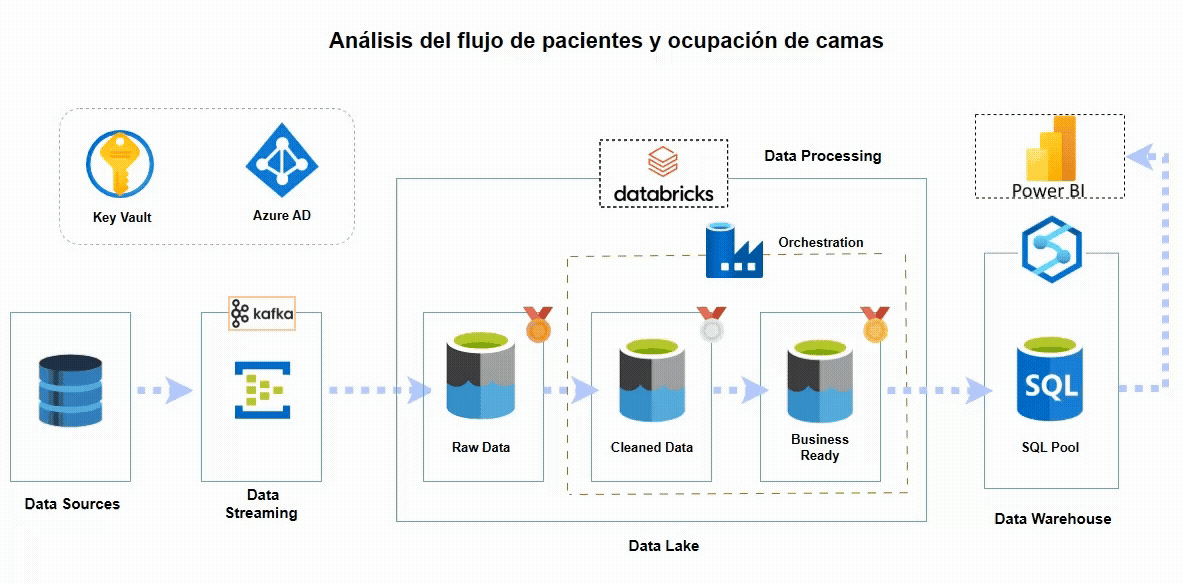 Análisis del flujo de pacientes y ocupación de camas
Key Vault
Azure AD
databricks
Data Processing
Power BI
Orchestration
kafka
SQL
Raw Data
Cleaned Data
Business
Ready
SQL Pool
Data Sources
Data
Streaming
Data Lake
Data Warehouse